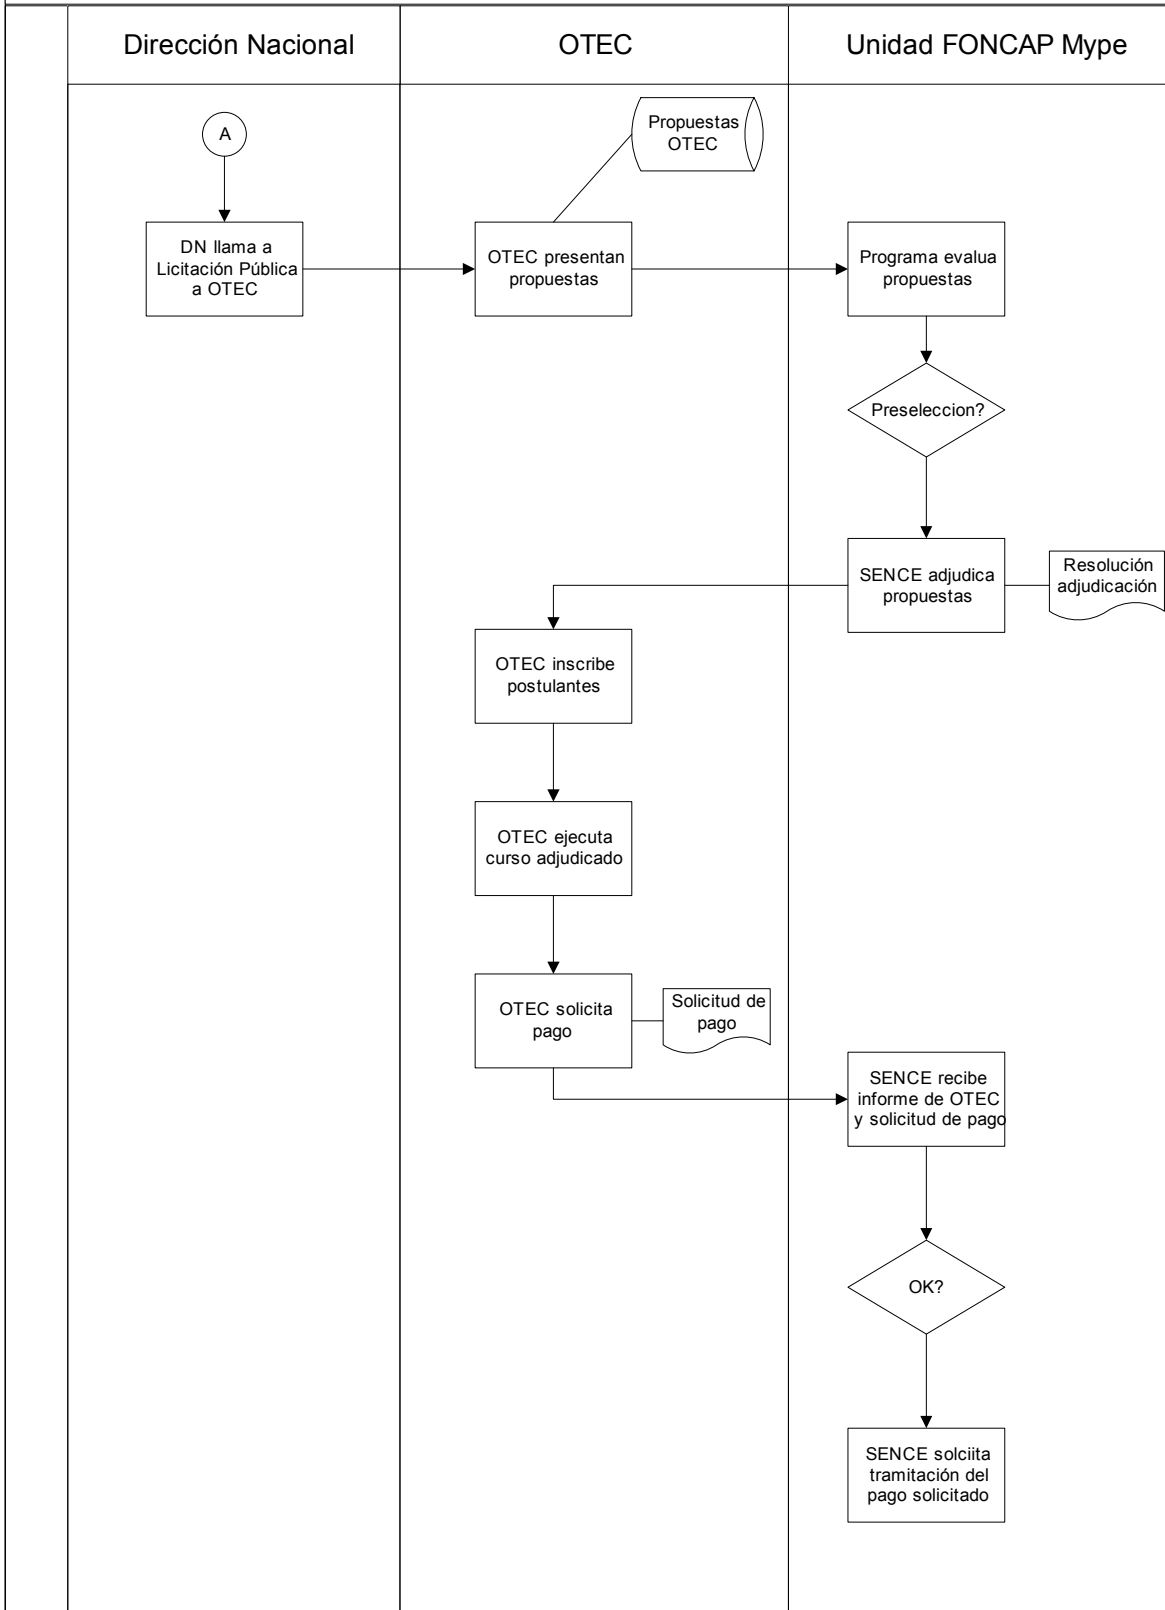 Dirección Nacional
OTEC
Unidad FONCAP Mype
A
Propuestas
OTEC
DN llama a
Licitación Pública
a OTEC
OTEC presentan
propuestas
Programa evalua
propuestas
Preseleccion?
SENCE adjudica
propuestas
Resolución
adjudicación
OTEC inscribe
postulantes
OTEC ejecuta
curso adjudicado
OTEC solicita
pago
Solicitud de
pago
SENCE recibe
informe de OTEC
y solicitud de pago
OK?
SENCE solciita
tramitación del
pago solicitado